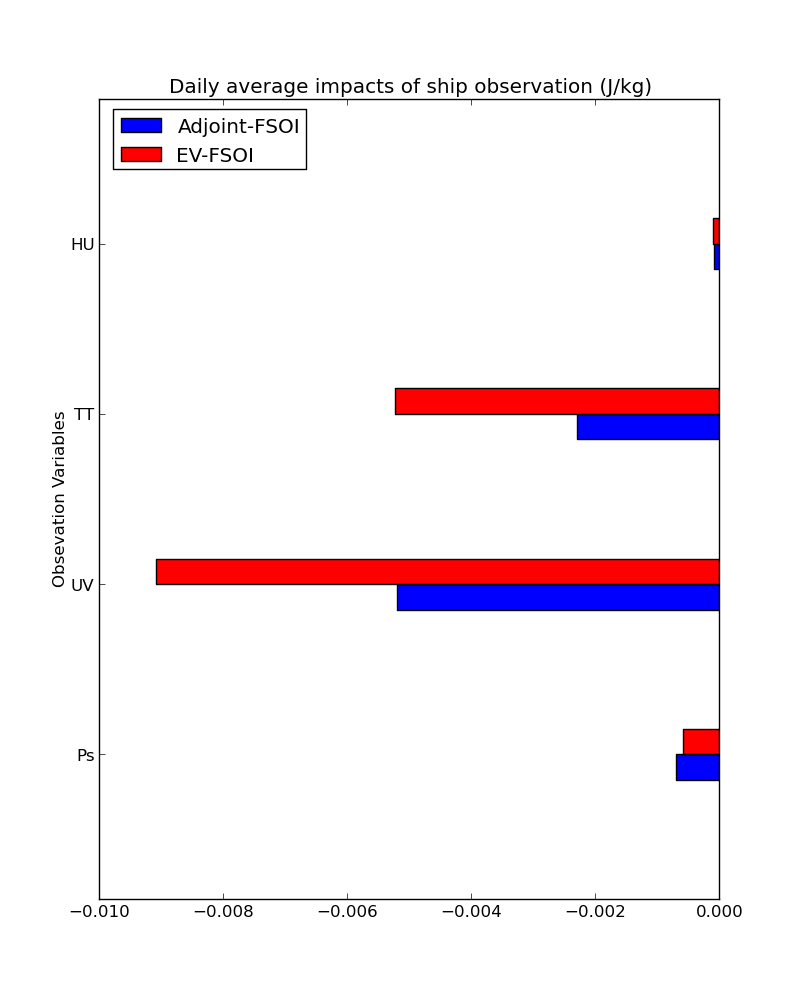 Daily average impacts of ship observation (J/kg)
Adjoint-FSOI
EV-FSOI
HU
TT
UV
Ps
Obsevation Variables
−0.010 −0.008 −0.006 −0.004 −0.002 0.000